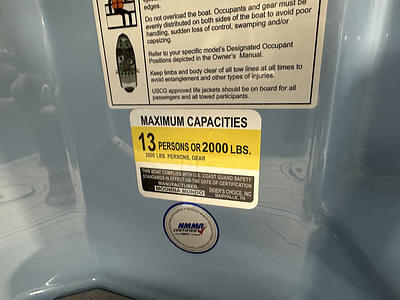 edges.
Do not overload the boat. Occupants and gear must be
evenly distributed on both sides of the boat to avoid poor
handling, sudden loss of control, swamping and/or
capsizing.
Refer to your specific model's Designated Occupant
Positions depicted in the Owner's Manual.
Keep limbs and body clear of all tow lines at all times to
avoid entanglement and other types of injuries.
USCG approved life jackets should be on board for all
passengers and all towed participants.
MAXIMUM CAPACITIES
13 PERSONS OR 2000 LBS.
2000 LBS. PERSONS, GEAR
THIS BOAT COMPLIES WITH U.S. COAST GUARD SAFETY
STANDARDS IN EFFECT ON THE DATE OF CERTIFICATION
MANUFACTURER:
MOOMBA MONDO
SKIER'S CHOICE, INC
MARYVILLE, TN
NMMA
CERTIFIED